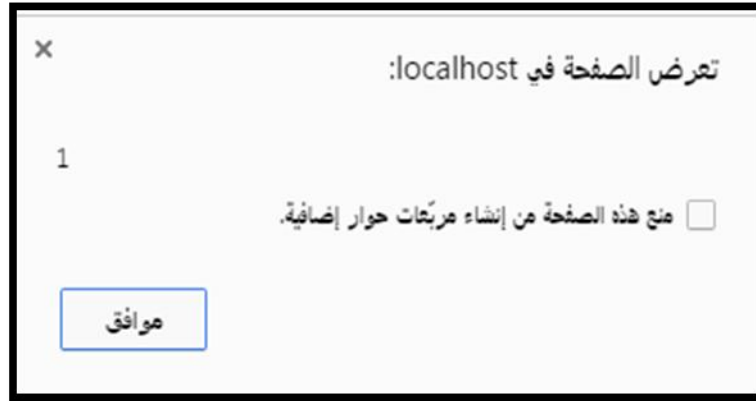 تعرض الصفحة في localhost:
1
منع هذه الصفحة من إنشاء مربّعات حوار إضافية.
موافق